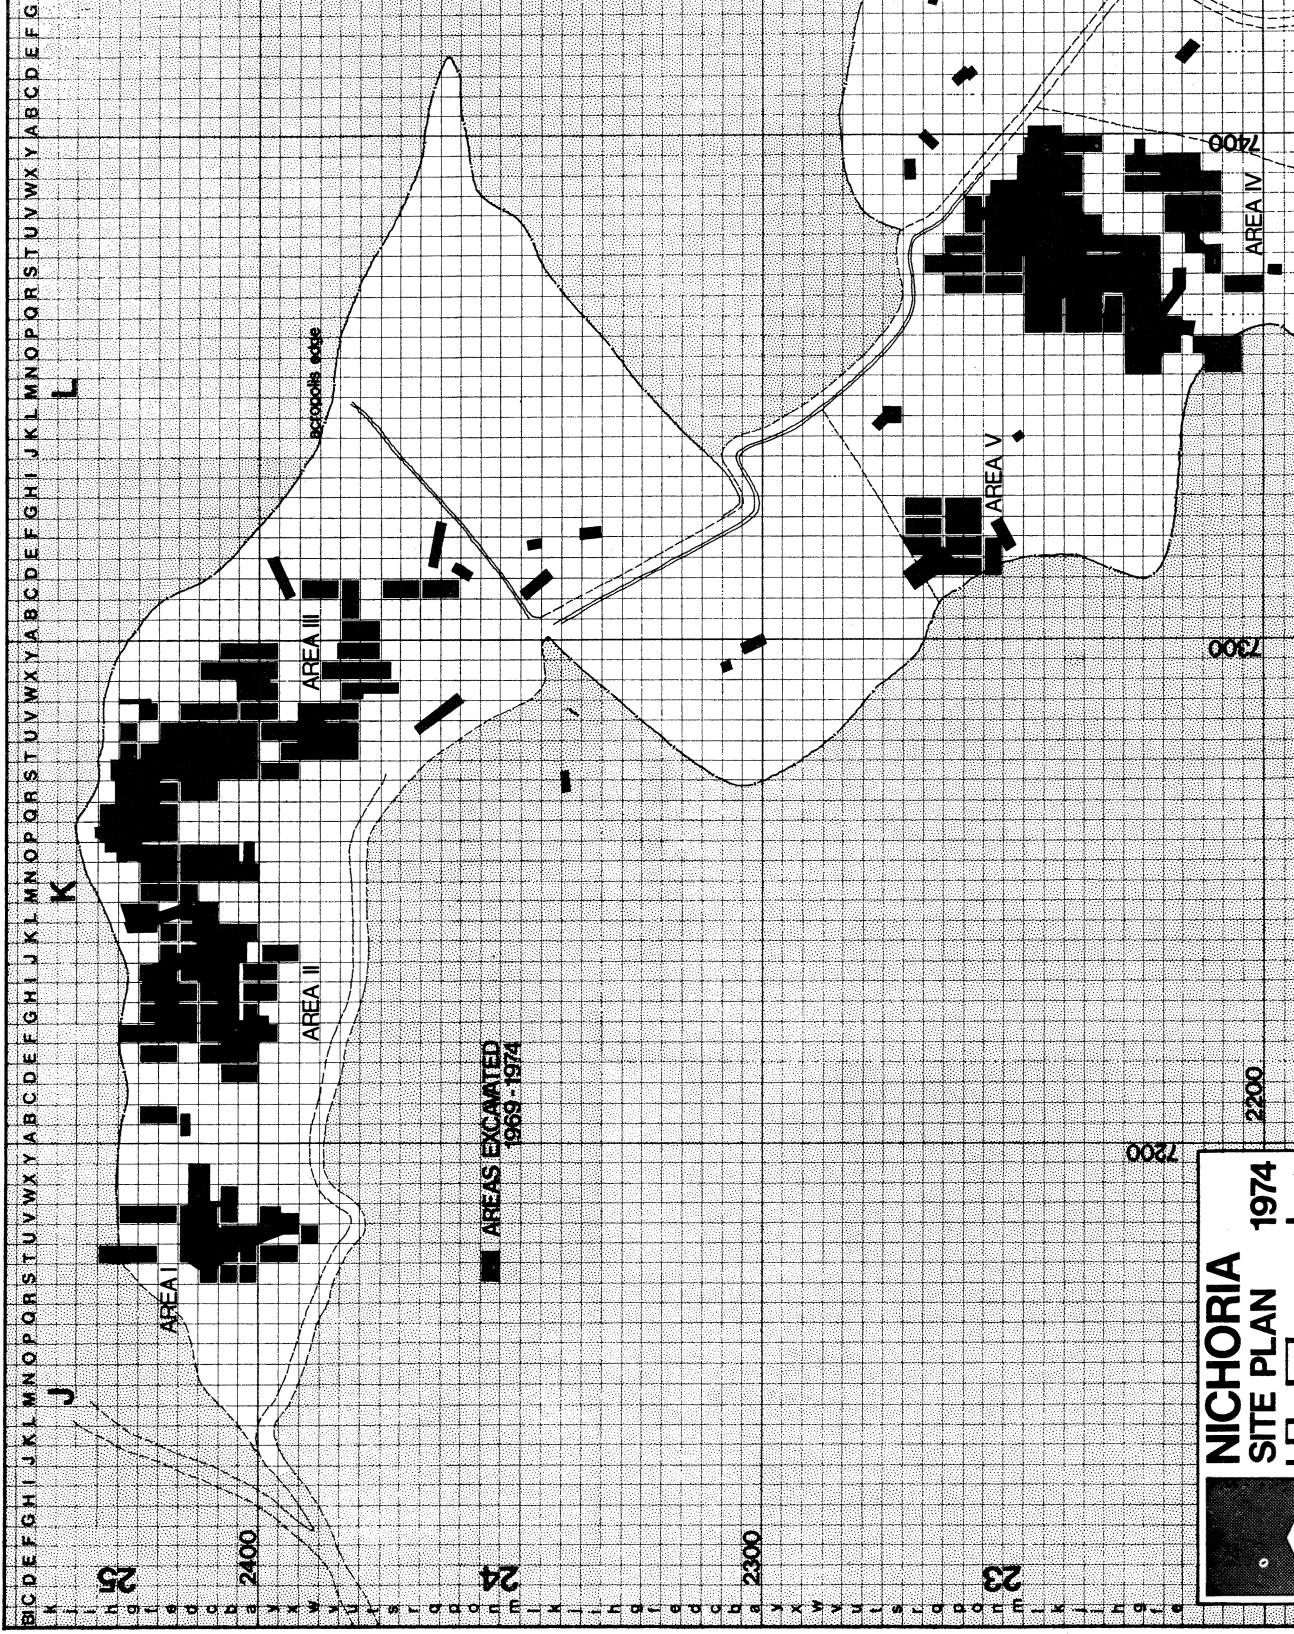 B C D E F G H I J K L M N O P Q R S T U V W X Y A B C D E F G H I J K L M N O P Q R S T U V W X Y A B C D E F G H I J K L M N O P Q R S T U V W X Y A B C D E F G
J K L
k j i h g f e d c b a y x w v u t s r q p o n m l k j i h g f e d c b a y x w v u t s r q p o n m l k j i h g f e
25
2400
24
2300
23
AREA I
AREA II
AREA III
acropolis edge
AREAS EXCAVATED
1969-1974
AREA V
AREA IV
7400
7300
7200
2200
NICHORIA
SITE PLAN 1974